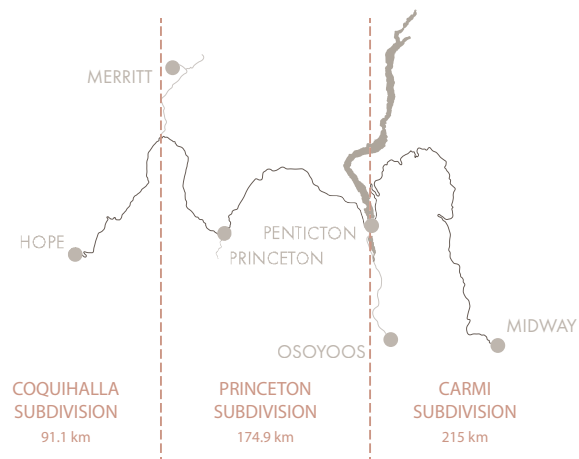 MERRITT
HOPE
PENTICTON
PRINCETON
MIDWAY
OSOYOOS
COQUIHALLA
SUBDIVISION
91.1 km
PRINCETON
SUBDIVISION
174.9 km
CARMI
SUBDIVISION
215 km